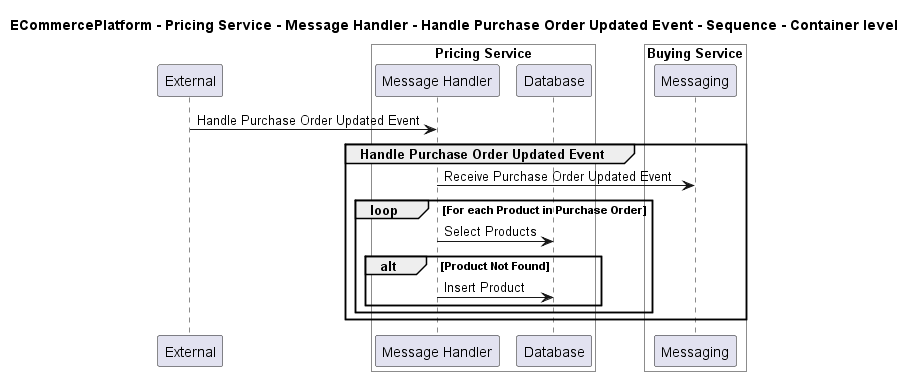 ECommercePlatform - Pricing Service - Message Handler - Handle Purchase Order Updated Event - Sequence - Container level
Pricing Service
Buying Service
External
Message Handler
Database
Messaging
Handle Purchase Order Updated Event
Handle Purchase Order Updated Event
Receive Purchase Order Updated Event
loop
[For each Product in Purchase Order]
Select Products
alt
[Product Not Found]
Insert Product
External
Message Handler
Database
Messaging